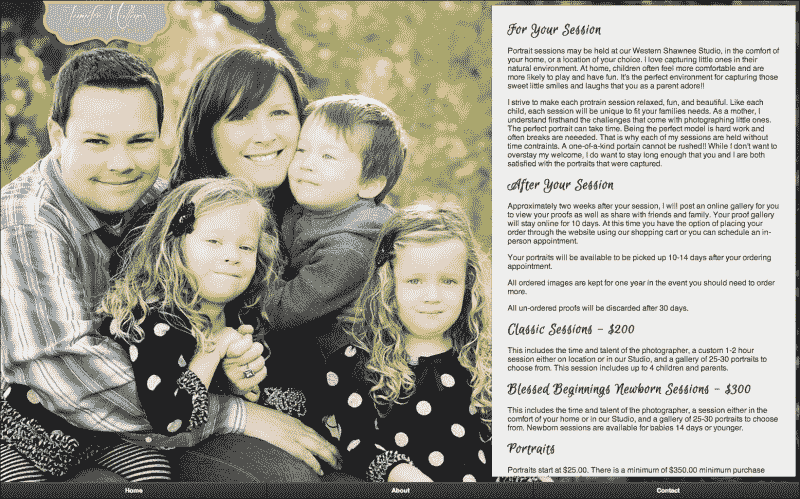 For Your Session
Portrait sessions may be held at our Western Shawnee Studio, in the comfort of
your home, or a location of your choice. I love capturing little ones in their
natural environment. At home, children often feel more comfortable and are
more likely to play and have fun. It's the perfect environment for capturing those
sweet little smiles and laughs that you as a parent adore!!
I strive to make each protrain session relaxed, fun, and beautiful. Like each
child, each session will be unique to fit your families needs. As a mother, I
understand firsthand the challenges that come with photographing little ones.
The perfect portrait can take time. Being the perfect model is hard work and
often breaks are neeeded. That is why each of my sessions are held without
time contraints. A one-of-a-kind portain cannot be rushed!! While I don't want to
overstay my welcome, I do want to stay long enough that you and I are both
satisfied with the portraits that were captured.
After Your Session
Approximately two weeks after your session, I will post an online gallery for you
to view your proofs as well as share with friends and family. Your proof gallery
will stay online for 10 days. At this time you have the option of placing your
order through the website using our shopping cart or you can schedule an in-
person appointment.
Your portraits will be available to be picked up 10-14 days after your ordering
appointment.
All ordered images are kept for one year in the event you should need to order
more.
All un-ordered proofs will be discarded after 30 days.
Classic Sessions - $200
This includes the time and talent of the photographer, a custom 1-2 hour
session either on location or in our Studio, and a gallery of 25-30 portraits to
choose from. This session includes up to 4 children and parents.
Blessed Beginnings Newborn Sessions - $300
This includes the time and talent of the photographer, a session either in the
comfort of your home or in our Studio, and a gallery of 25-30 portraits to choose
from. Newborn sessions are available for babies 14 days or younger.
Portraits
Portraits start at $25.00. There is a minimum of $350.00 minimum purchase
Home About Contact